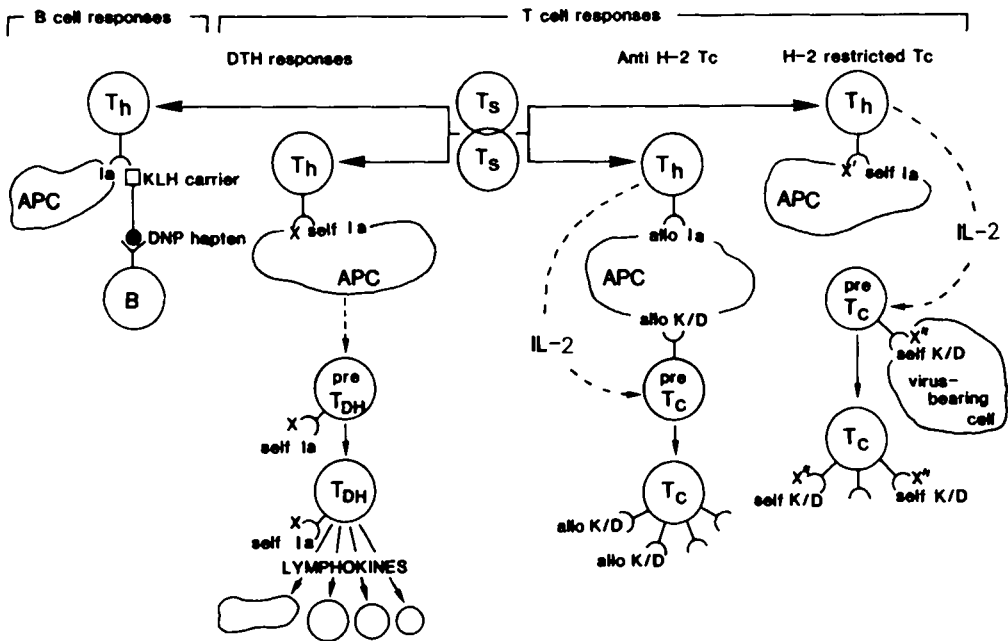 B cell responses
T cell responses
DTH responses
Anti H-2 Tc
H-2 restricted Tc
Th
Ia
KLH carrier
APC
DNP hapten
B
Ts
Ts
Th
X self Ia
APC
pre
TDH
X
self Ia
TDH
X
self Ia
LYMPHOKINES
Th
allo Ia
APC
allo K/D
IL-2
pre
Tc
Tc
allo K/D
allo K/D
Th
X' self Ia
APC
IL-2
pre
Tc
X"
self K/D
virus-
bearing
cell
Tc
X"
self K/D
X"
self K/D